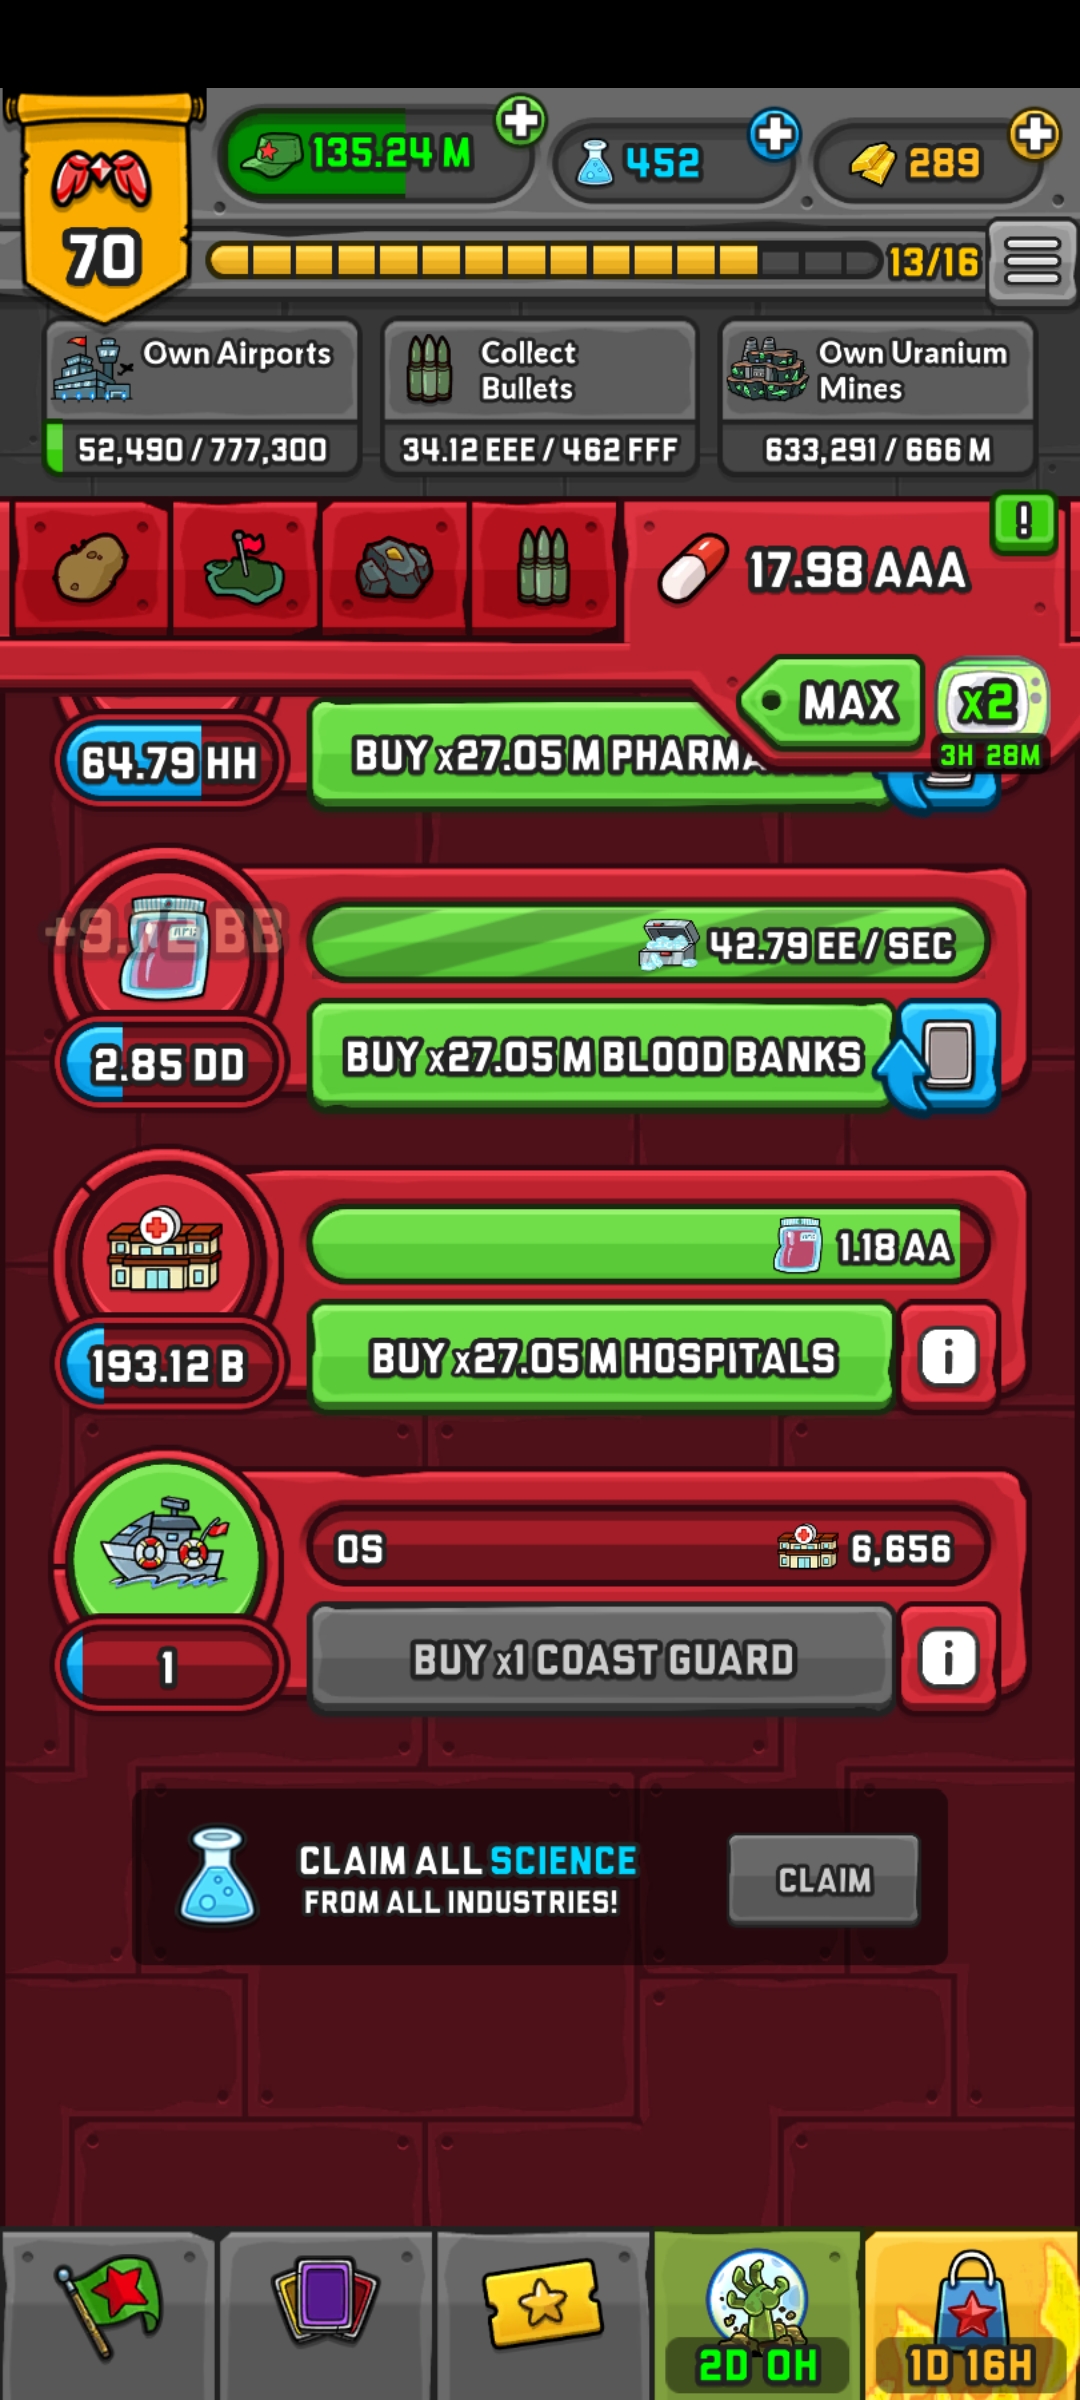 135.24 M
452
289
70
13/16
Own Airports
52,490 / 777,300
Collect
Bullets
34.12 EEE / 462 FFF
Own Uranium
Mines
633,291 / 666 M
!
17.98 AAA
MAX
x2
3H 28M
64.79 HH
BUY x27.05 M
42.79 EE / SEC
2.85 DD
BUY x27.05 M BLOOD BANKS
1.18 AA
193.12 B
BUY x27.05 M HOSPITALS
i
0S
6,656
1
BUY x1 COAST GUARD
i
CLAIM ALL SCIENCE
FROM ALL INDUSTRIES!
CLAIM
2D 0H
1D 16H